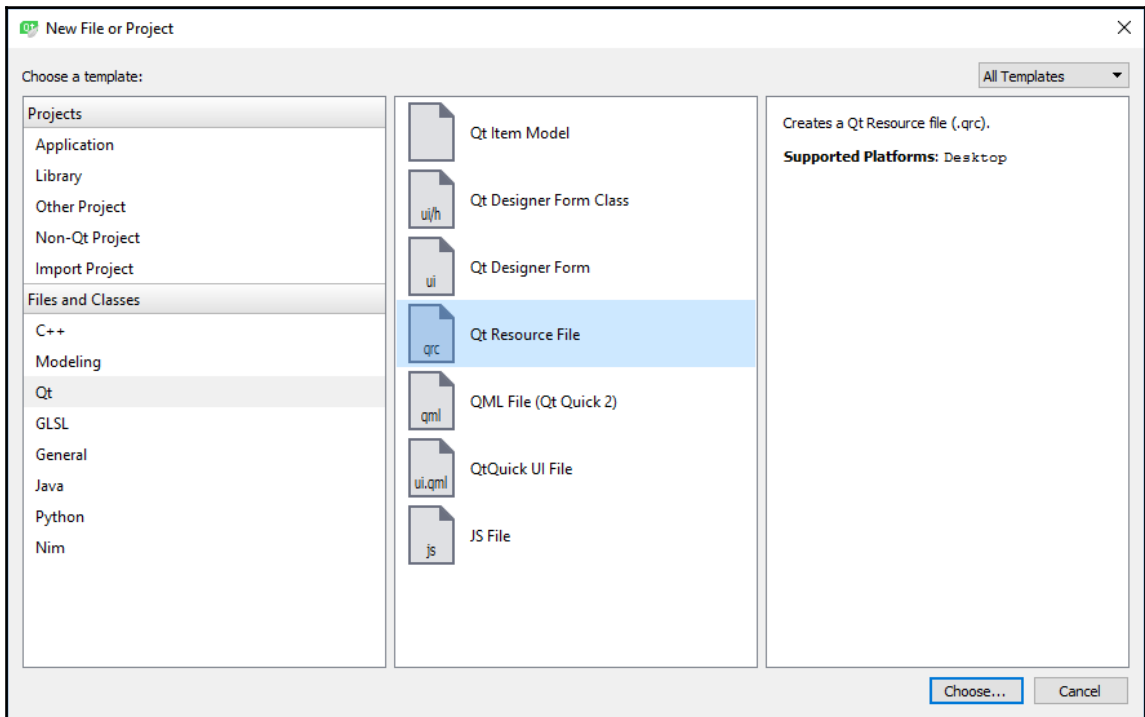 New File or Project
Choose a template:
All Templates
Projects
Application
Library
Other Project
Non-Qt Project
Import Project
Files and Classes
C++
Modeling
Qt
GLSL
General
Java
Python
Nim
Qt Item Model
ui/h
Qt Designer Form Class
ui
Qt Designer Form
qrc
Qt Resource File
qml
QML File (Qt Quick 2)
ui.qml
QtQuick UI File
js
JS File
Creates a Qt Resource file (.qrc).
Supported Platforms: Desktop
Choose...
Cancel